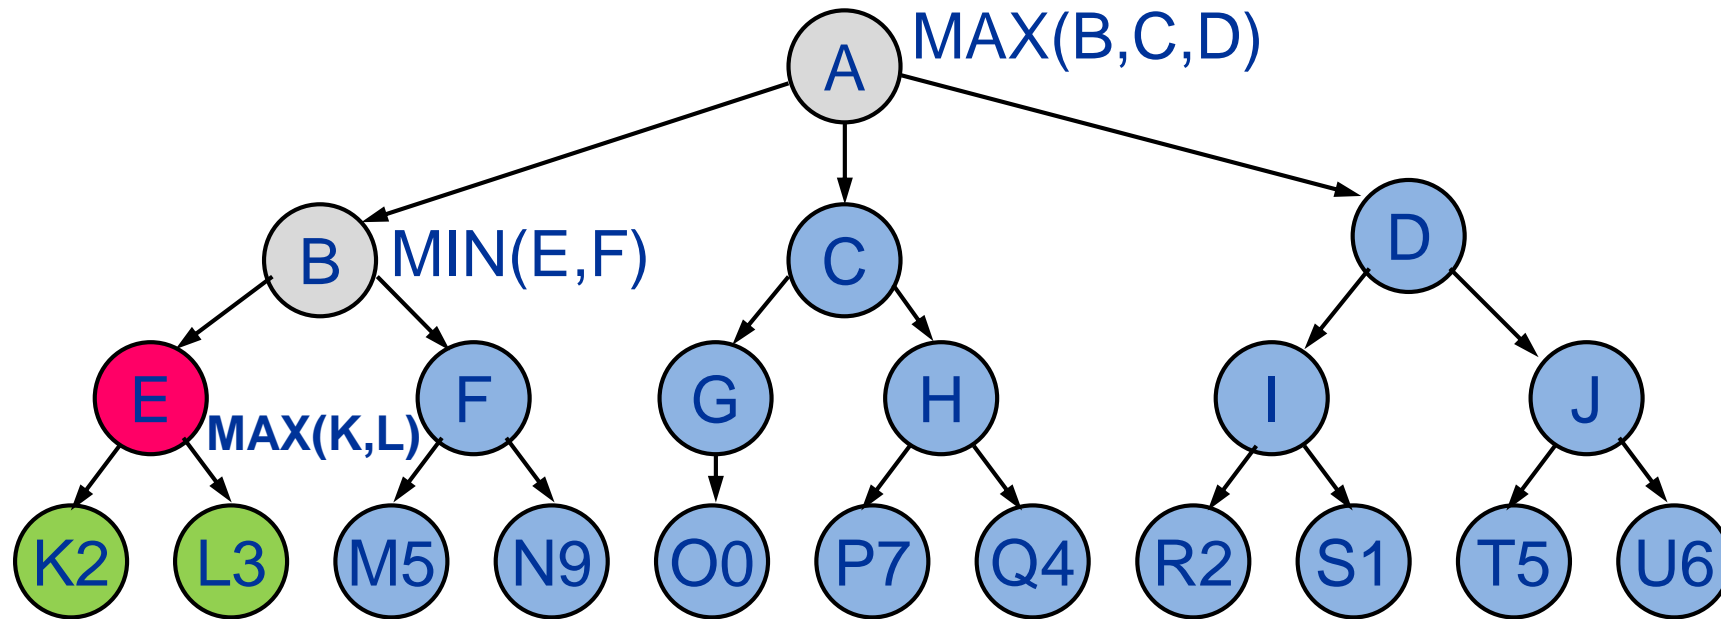 A
MAX(B,C,D)
B
MIN(E,F)
C
D
E
MAX(K,L)
F
G
H
I
J
K2
L3
M5
N9
O0
P7
Q4
R2
S1
T5
U6